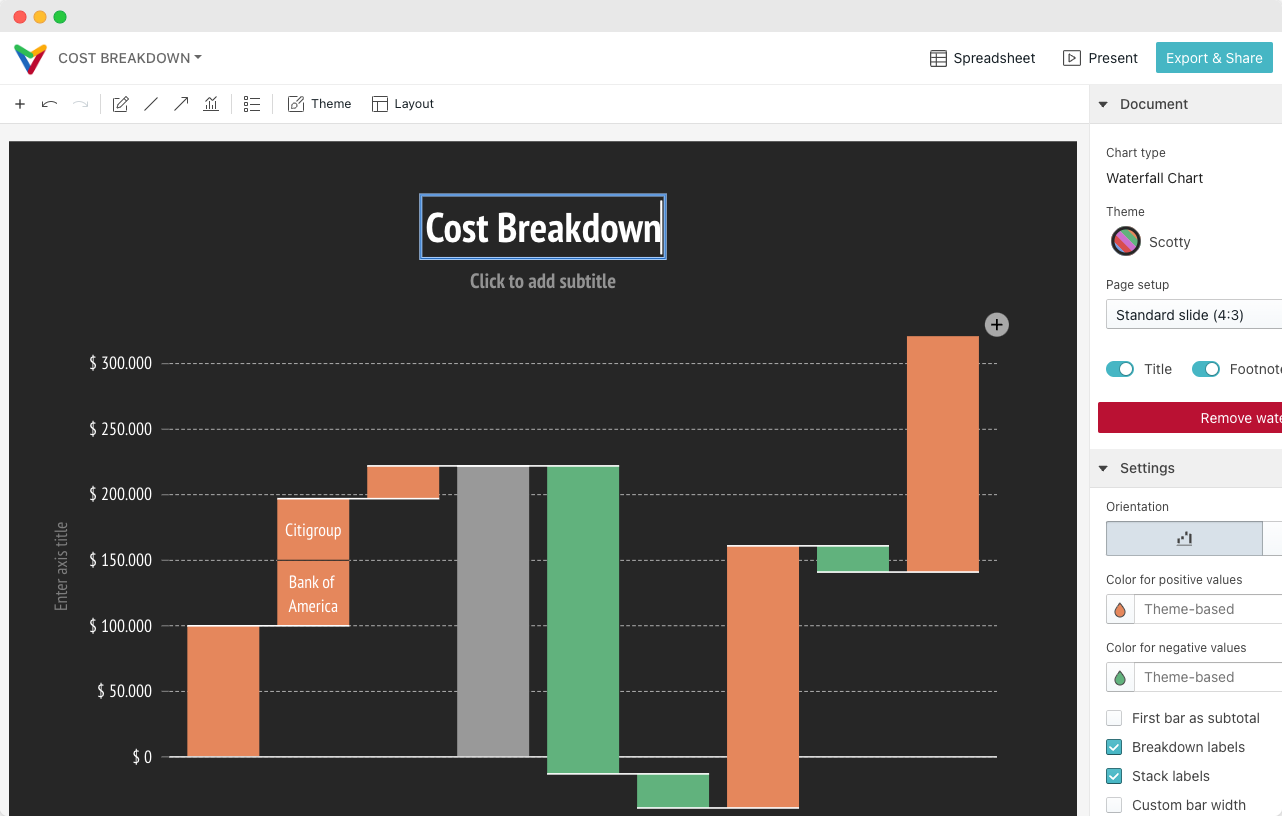 COST BREAKDOWN
Spreadsheet
Present
Export & Share
Theme
Layout
Document
Chart type
Waterfall Chart
Theme
Scotty
Page setup
Standard slide (4:3)
Title
Footnote
Remove wate
Settings
Orientation
Color for positive values
Theme-based
Color for negative values
Theme-based
First bar as subtotal
Breakdown labels
Stack labels
Custom bar width
Cost Breakdown
Click to add subtitle
Enter axis title
$ 300.000
$ 250.000
$ 200.000
$ 150.000
$ 100.000
$ 50.000
$ 0
Citigroup
Bank of
America